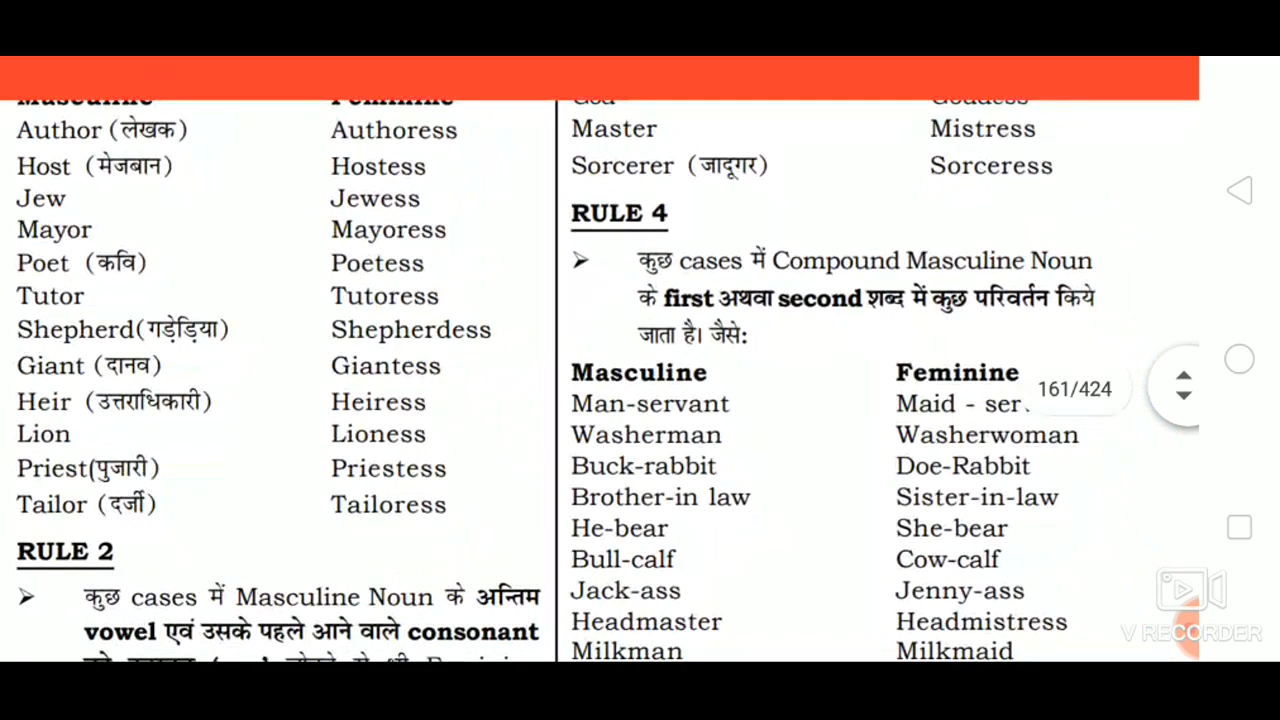 Masculine Feminine
Author (लेखक) Authoress
Host (मेजबान) Hostess
Jew Jewess
Mayor Mayoress
Poet (कवि) Poetess
Tutor Tutoress
Shepherd(गड़ेड़िया) Shepherdess
Giant (दानव) Giantess
Heir (उत्तराधिकारी) Heiress
Lion Lioness
Priest(पुजारी) Priestess
Tailor (दर्जी) Tailoress
RULE 2
➢ कुछ cases में Masculine Noun के अन्तिम
vowel एवं उसके पहले आने वाले consonant
God Goddess
Master Mistress
Sorcerer (जादूगर) Sorceress
RULE 4
➢ कुछ cases में Compound Masculine Noun
के first अथवा second शब्द में कुछ परिवर्तन किये
जाता है। जैसे:
Masculine Feminine
Man-servant Maid - ser
Washerman Washerwoman
Buck-rabbit Doe-Rabbit
Brother-in law Sister-in-law
He-bear She-bear
Bull-calf Cow-calf
Jack-ass Jenny-ass
Headmaster Headmistress
Milkman Milkmaid
161/424
V RECORDER